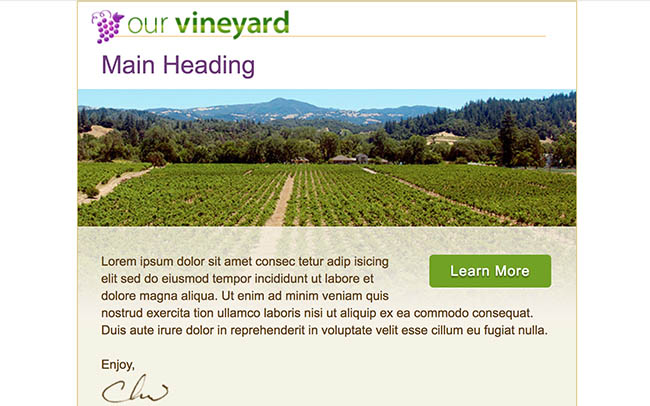 our vineyard
Main Heading
Lorem ipsum dolor sit amet consec tetur adip isicing
elit sed do eiusmod tempor incididunt ut labore et
dolore magna aliqua. Ut enim ad minim veniam quis
nostrud exercita tion ullamco laboris nisi ut aliquip ex ea commodo consequat.
Duis aute irure dolor in reprehenderit in voluptate velit esse cillum eu fugiat nulla.
Learn More
Enjoy,